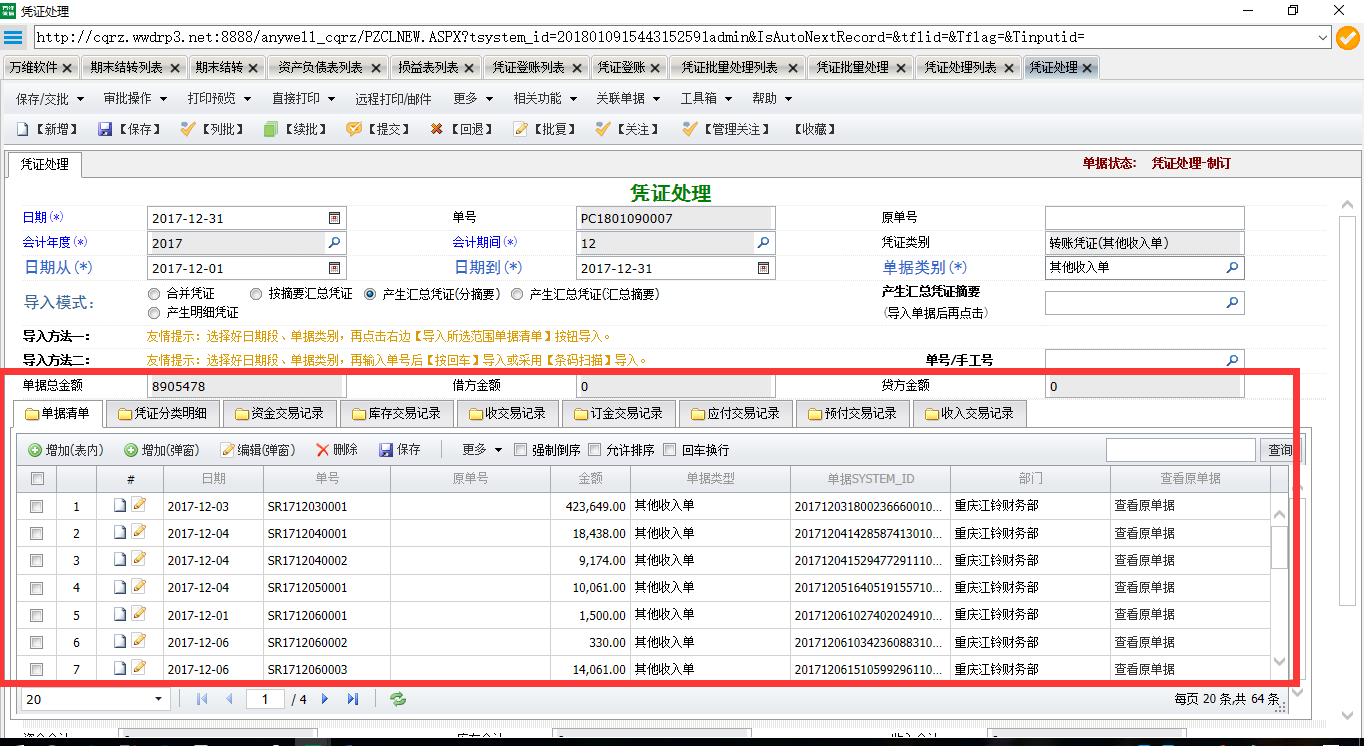 凭证处理
http://cqrz.wwdrp3.net:8888/anywell_cqrz/PZCLNEW.ASPX?tsystem_id=20180109154431525​91admin&IsAutoNextRecord=&tflid=&Tflag=&Tinputid=
万维软件 期末结转列表 期末结转 资产负债表列表 损益表列表 凭证登账列表 凭证登账 凭证批量处理列表 凭证批量处理 凭证处理列表 凭证处理
保存/交批 审批操作 打印预览 直接打印 远程打印/邮件 更多 相关功能 关联单据 工具箱 帮助
【新增】 【保存】 【列批】 【续批】 【提交】 【回退】 【批复】 【关注】 【管理关注】 【收藏】
凭证处理 单据状态: 凭证处理-制订
凭证处理
日期(*) 2017-12-31 单号 PC1801090007 原单号
会计年度(*) 2017 会计期间(*) 12 凭证类别 转账凭证(其他收入单)
日期从(*) 2017-12-01 日期到(*) 2017-12-31 单据类别(*) 其他收入单
导入模式: 合并凭证 按摘要汇总凭证 产生汇总凭证(分摘要) 产生汇总凭证(汇总摘要) 产生汇总凭证摘要
产生明细凭证 (导入单据后再点击)
导入方法一: 友情提示: 选择好日期段、单据类别，再点击右边【导入所选范围单据清单】按钮导入。
导入方法二: 友情提示: 选择好日期段、单据类别，再输入单号后【按回车】导入或采用【条码扫描】导入。 单号/手工号
单据总金额 8905478 借方金额 0 贷方金额 0
单据清单 凭证分类明细 资金交易记录 库存交易记录 收交易记录 订金交易记录 应付交易记录 预付交易记录 收入交易记录
增加(表内) 增加(弹窗) 编辑(弹窗) 删除 保存 更多 强制倒序 允许排序 回车换行 查询
# 日期 单号 原单号 金额 单据类型 单据SYSTEM_ID 部门 查看原单据
1 2017-12-03 SR1712030001 423,649.00 其他收入单 201712031800236660010... 重庆江铃财务部 查看原单据
2 2017-12-04 SR1712040001 18,438.00 其他收入单 201712041428587413010... 重庆江铃财务部 查看原单据
3 2017-12-04 SR1712040002 9,174.00 其他收入单 201712041529477291110... 重庆江铃财务部 查看原单据
4 2017-12-04 SR1712050001 10,061.00 其他收入单 201712051640519155710... 重庆江铃财务部 查看原单据
5 2017-12-01 SR1712060001 1,500.00 其他收入单 201712061027402024910... 重庆江铃财务部 查看原单据
6 2017-12-06 SR1712060002 330.00 其他收入单 201712061034236088310... 重庆江铃财务部 查看原单据
7 2017-12-06 SR1712060003 14,061.00 其他收入单 201712061510599296110... 重庆江铃财务部 查看原单据
20 1 / 4 每页 20 条,共 64 条